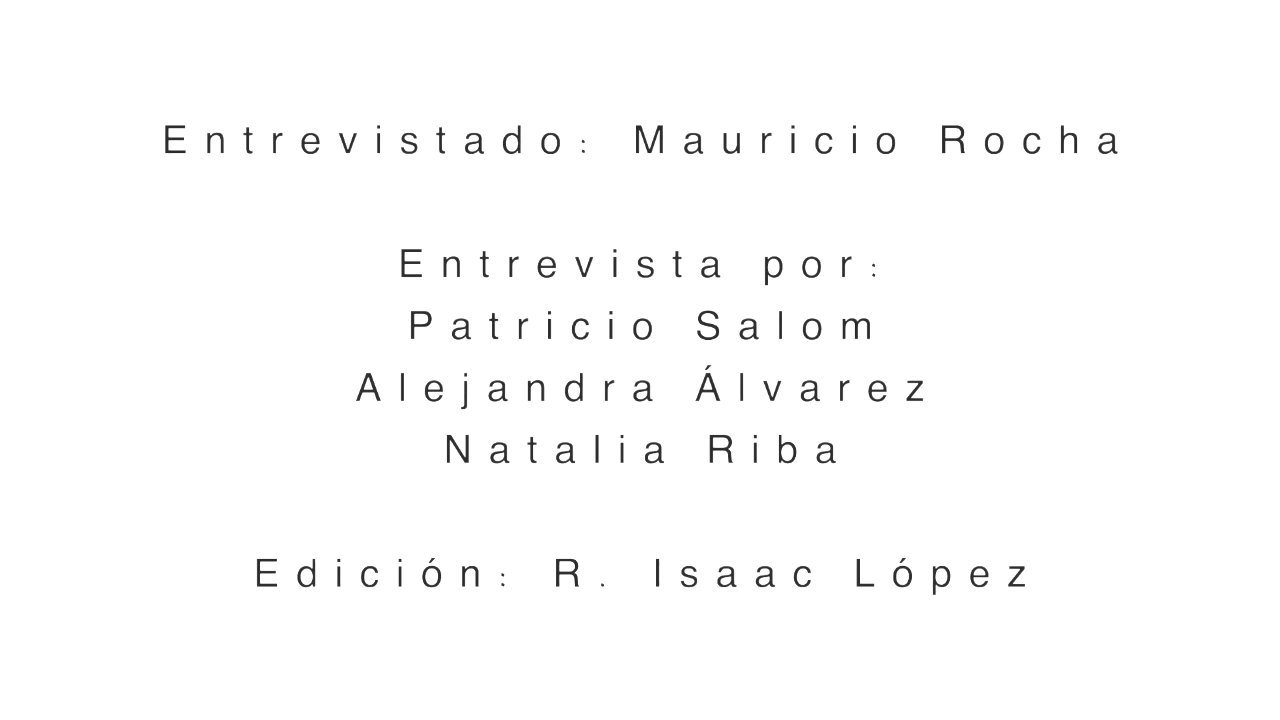 Entrevistado: Mauricio Rocha
Entrevista por:
Patricio Salom
Alejandra Álvarez
Natalia Riba
Edición: R. Isaac López